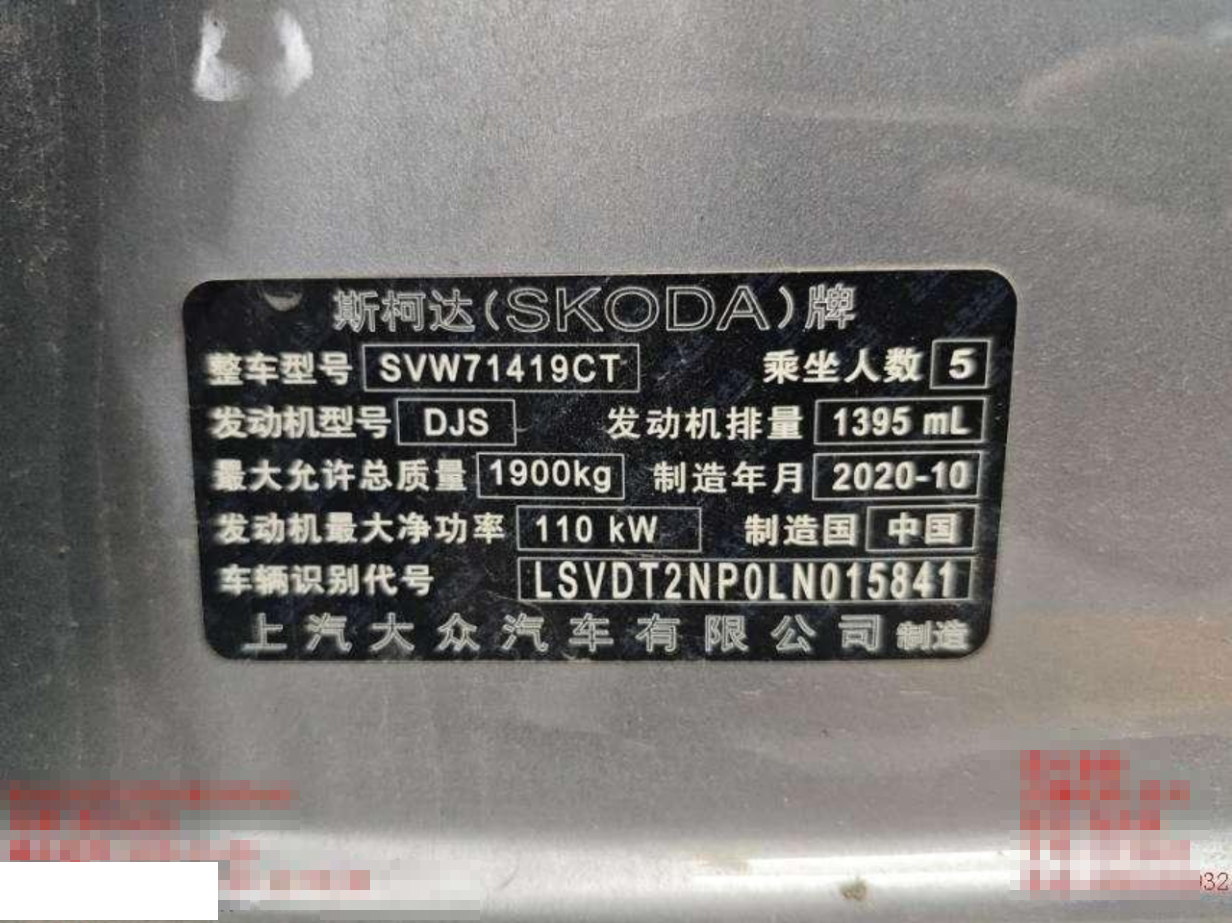 斯柯达(SKODA)牌
整车型号 SVW71419CT 乘坐人数 5
发动机型号 DJS 发动机排量 1395 mL
最大允许总质量 1900kg 制造年月 2020-10
发动机最大净功率 110 kW 制造国 中国
车辆识别代号 LSVDT2NP0LN015841
上汽大众汽车有限公司 制造
032